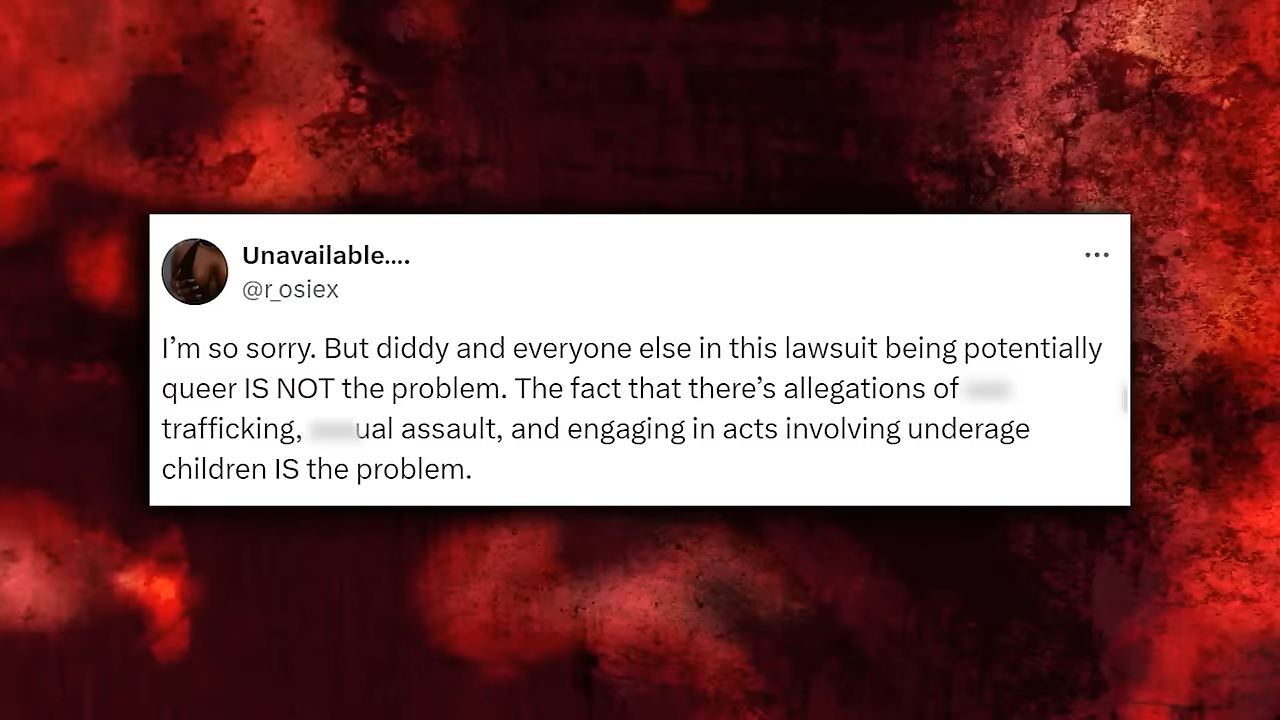 Unavailable....
@r_osiex
I’m so sorry. But diddy and everyone else in this lawsuit being potentially
queer IS NOT the problem. The fact that there’s allegations of
trafficking, ual assault, and engaging in acts involving underage
children IS the problem.